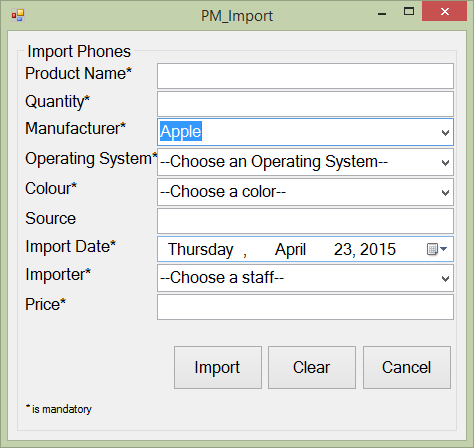 PM_Import
Import Phones
Product Name*
Quantity*
Manufacturer* Apple
Operating System* --Choose an Operating System--
Colour* --Choose a color--
Source
Import Date* Thursday , April 23, 2015
Importer* --Choose a staff--
Price*
Import Clear Cancel
* is mandatory